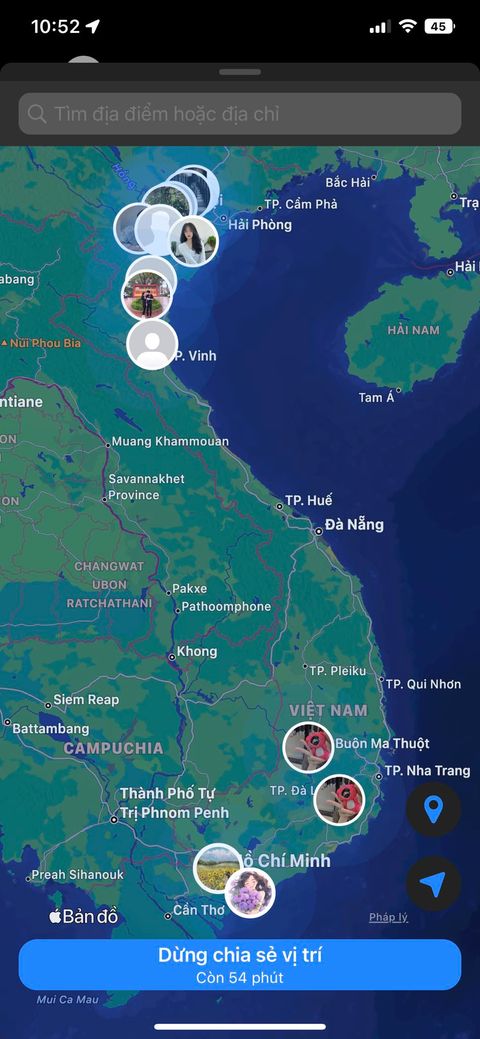 10:52
45
Tìm địa điểm hoặc địa chỉ
Hồng
Bắc Hải
TP. Cẩm Phả
Hải Phòng
abang
HẢI NAM
Núi Phou Bia
P. Vinh
Tam Á
ntiane
Muang Khammouan
Savannakhet
Province
TP. Huế
Đà Nẵng
CHANGWAT
UBON
RATCHATHANI
Pakxe
Pathoomphone
Khong
TP. Pleiku
TP. Qui Nhơn
Siem Reap
VIỆT NAM
Battambang
CAMPUCHIA
Buôn Ma Thuột
TP. Nha Trang
Thành Phố Tự
Trị Phnom Penh
TP. Đà L
ồ Chí Minh
Preah Sihanouk
Cần Thơ
Bản đồ
Pháp lý
Dừng chia sẻ vị trí
Còn 54 phút
Mui Ca Mau